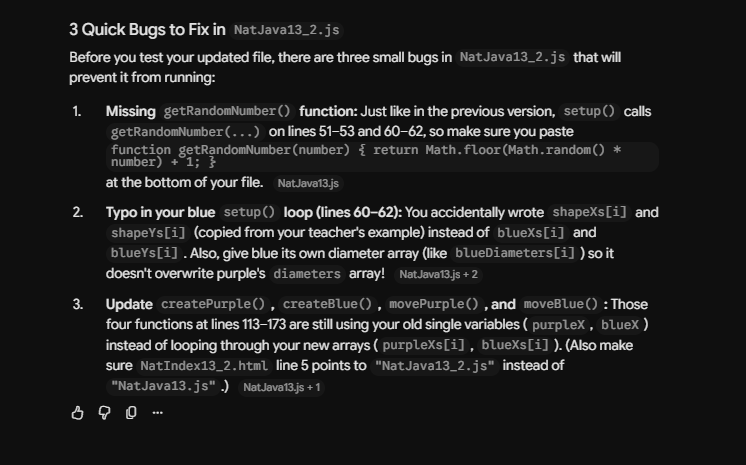 3 Quick Bugs to Fix in NatJava13_2.js
Before you test your updated file, there are three small bugs in NatJava13_2.js that will
prevent it from running:
1. Missing getRandomNumber() function: Just like in the previous version, setup() calls
getRandomNumber(...) on lines 51–53 and 60–62, so make sure you paste
function getRandomNumber(number) { return Math.floor(Math.random() *
number) + 1; }
at the bottom of your file. NatJava13.js
2. Typo in your blue setup() loop (lines 60–62): You accidentally wrote shapeXs[i] and
shapeYs[i] (copied from your teacher's example) instead of blueXs[i] and
blueYs[i]. Also, give blue its own diameter array (like blueDiameters[i]) so it
doesn't overwrite purple's diameters array! NatJava13.js + 2
3. Update createPurple(), createBlue(), movePurple(), and moveBlue(): Those
four functions at lines 113–173 are still using your old single variables (purpleX, blueX)
instead of looping through your new arrays (purpleXs[i], blueXs[i]). (Also make
sure NatIndex13_2.html line 5 points to "NatJava13_2.js" instead of
"NatJava13.js".) NatJava13.js + 1